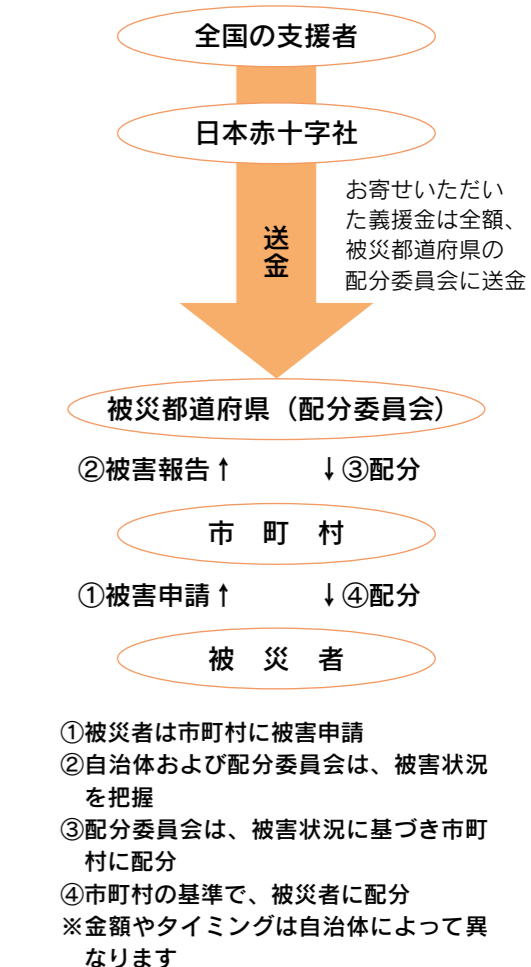 全国の支援者
日本赤十字社
送金
お寄せいただい
た義援金は全額、
被災都道府県の
配分委員会に送金
被災都道府県（配分委員会）
②被害報告↑　↓③配分
市　町　村
①被害申請↑　↓④配分
被　災　者
①被災者は市町村に被害申請
②自治体および配分委員会は、被害状況
を把握
③配分委員会は、被害状況に基づき市町
村に配分
④市町村の基準で、被災者に配分
※金額やタイミングは自治体によって異
なります